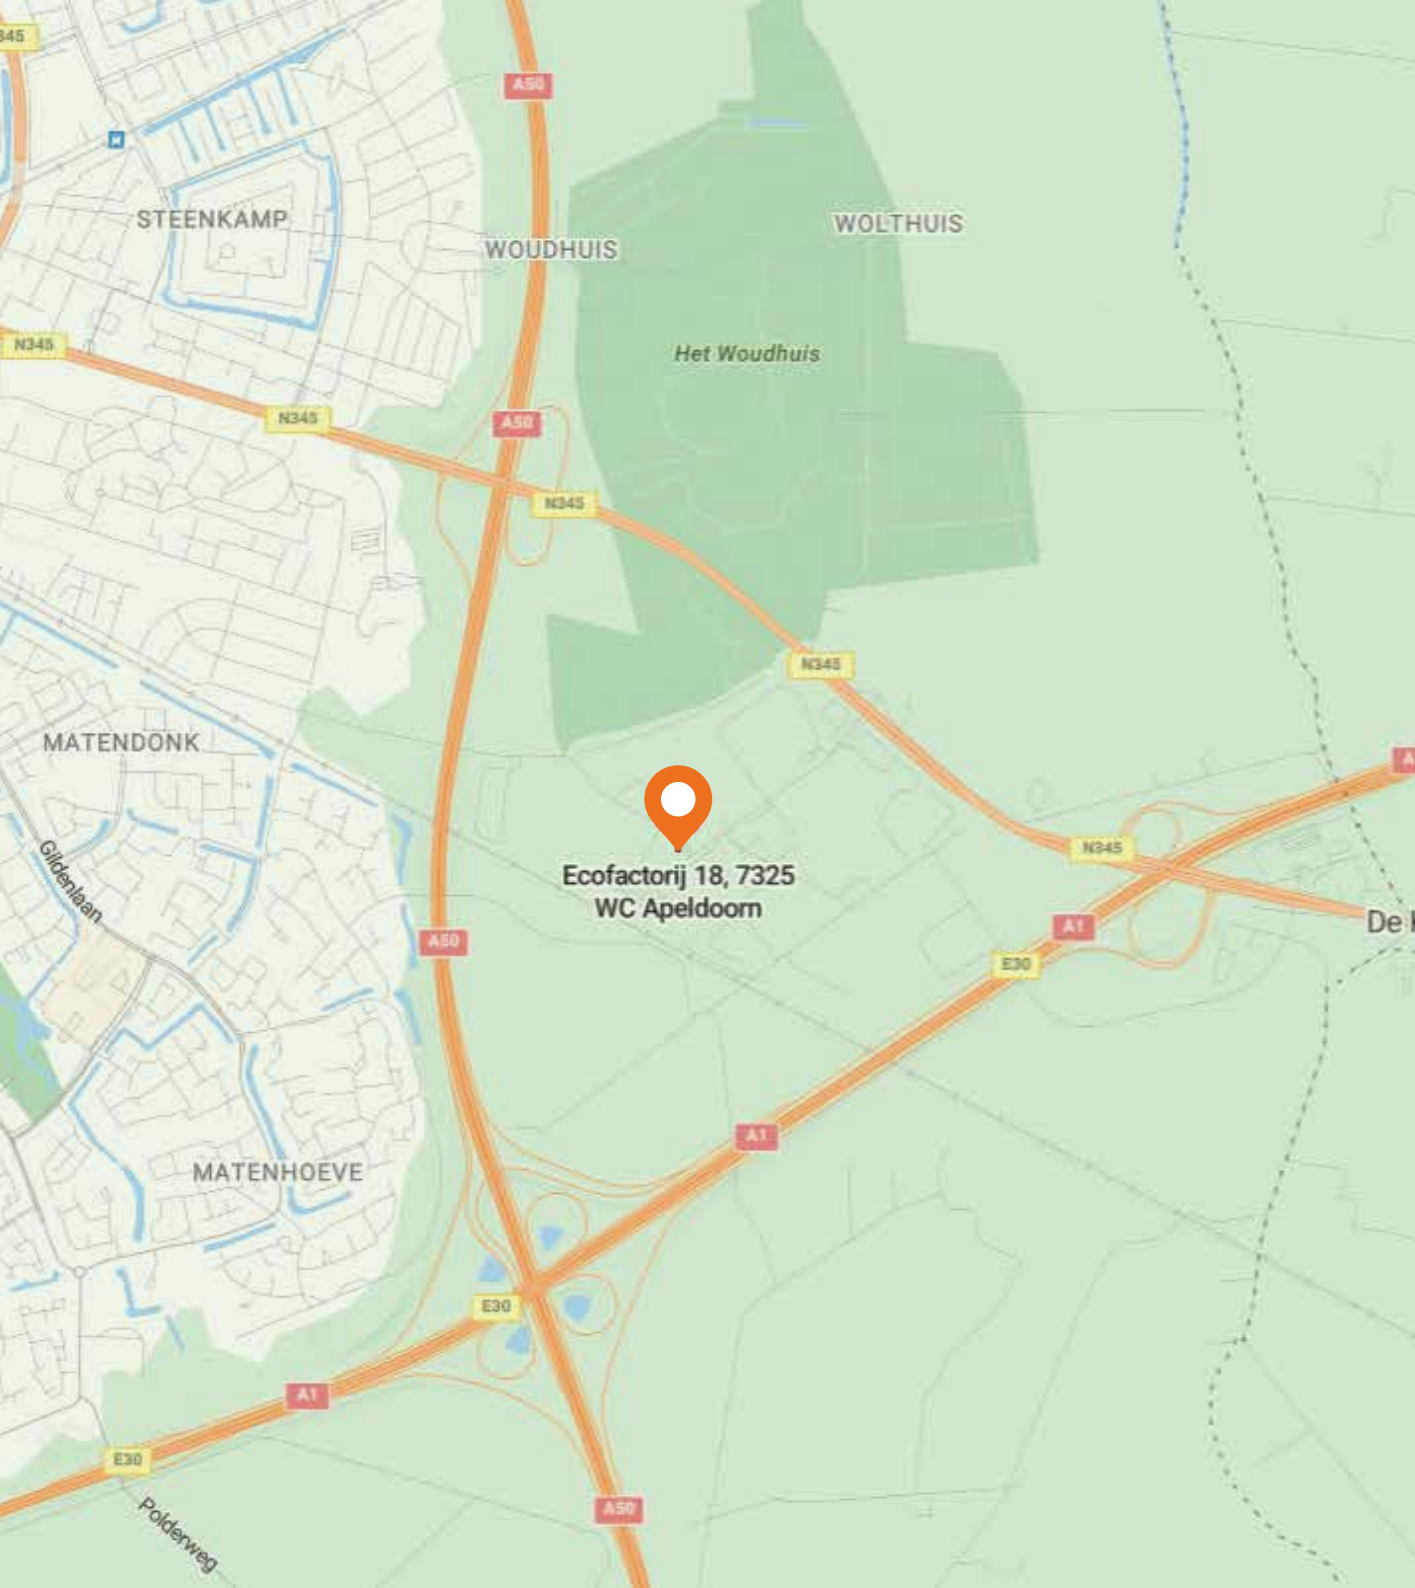 345
A50
STEENKAMP
WOUDHUIS
WOLTHUIS
N345
Het Woudhuis
N345
A50
N345
N345
MATENDONK
A
Gildenlaan
N345
Ecofactorij 18, 7325
WC Apeldoorn
De
A1
A50
E30
A1
MATENHOEVE
E30
A1
E30
A50
Polderweg